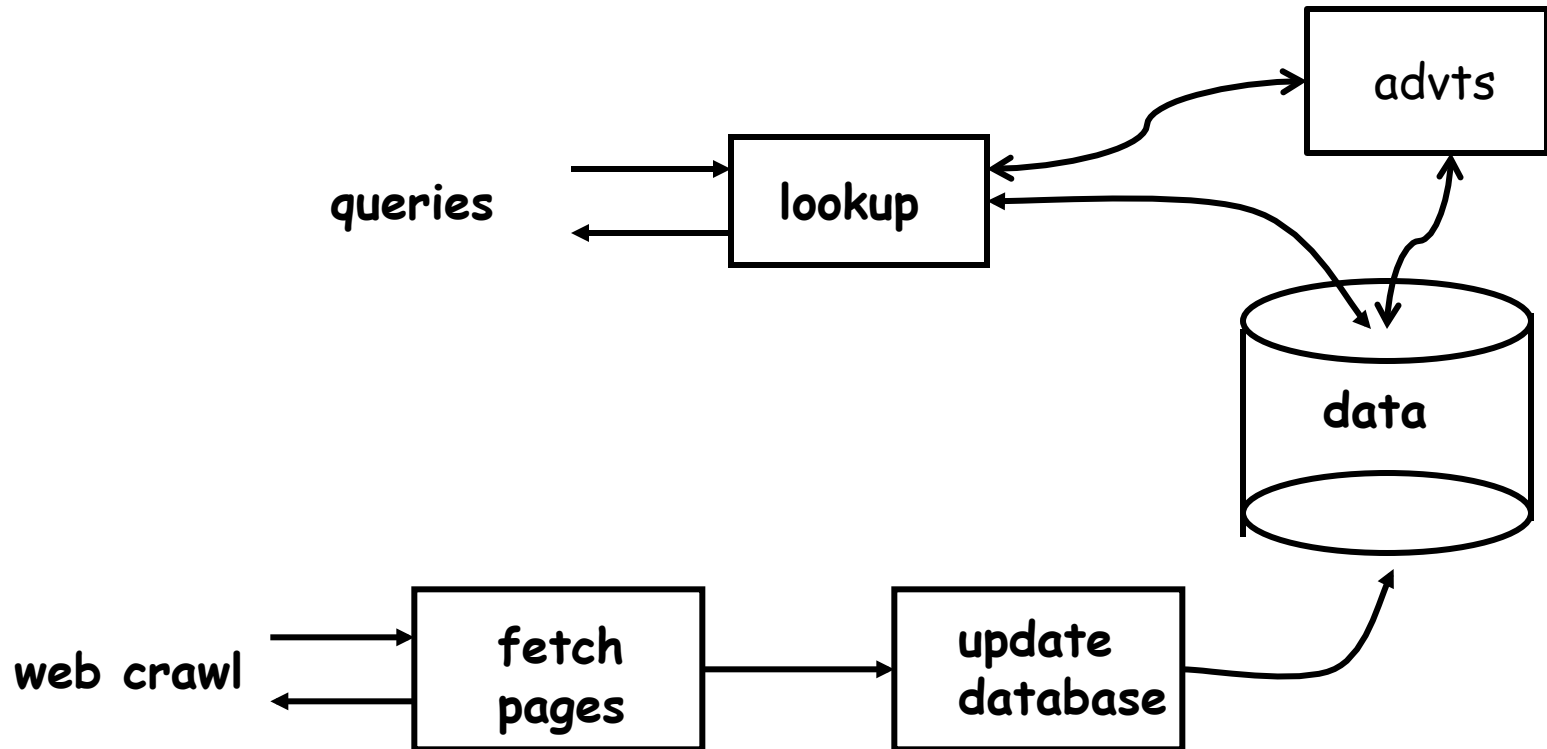 advts
queries
lookup
data
web crawl
fetch
pages
update
database